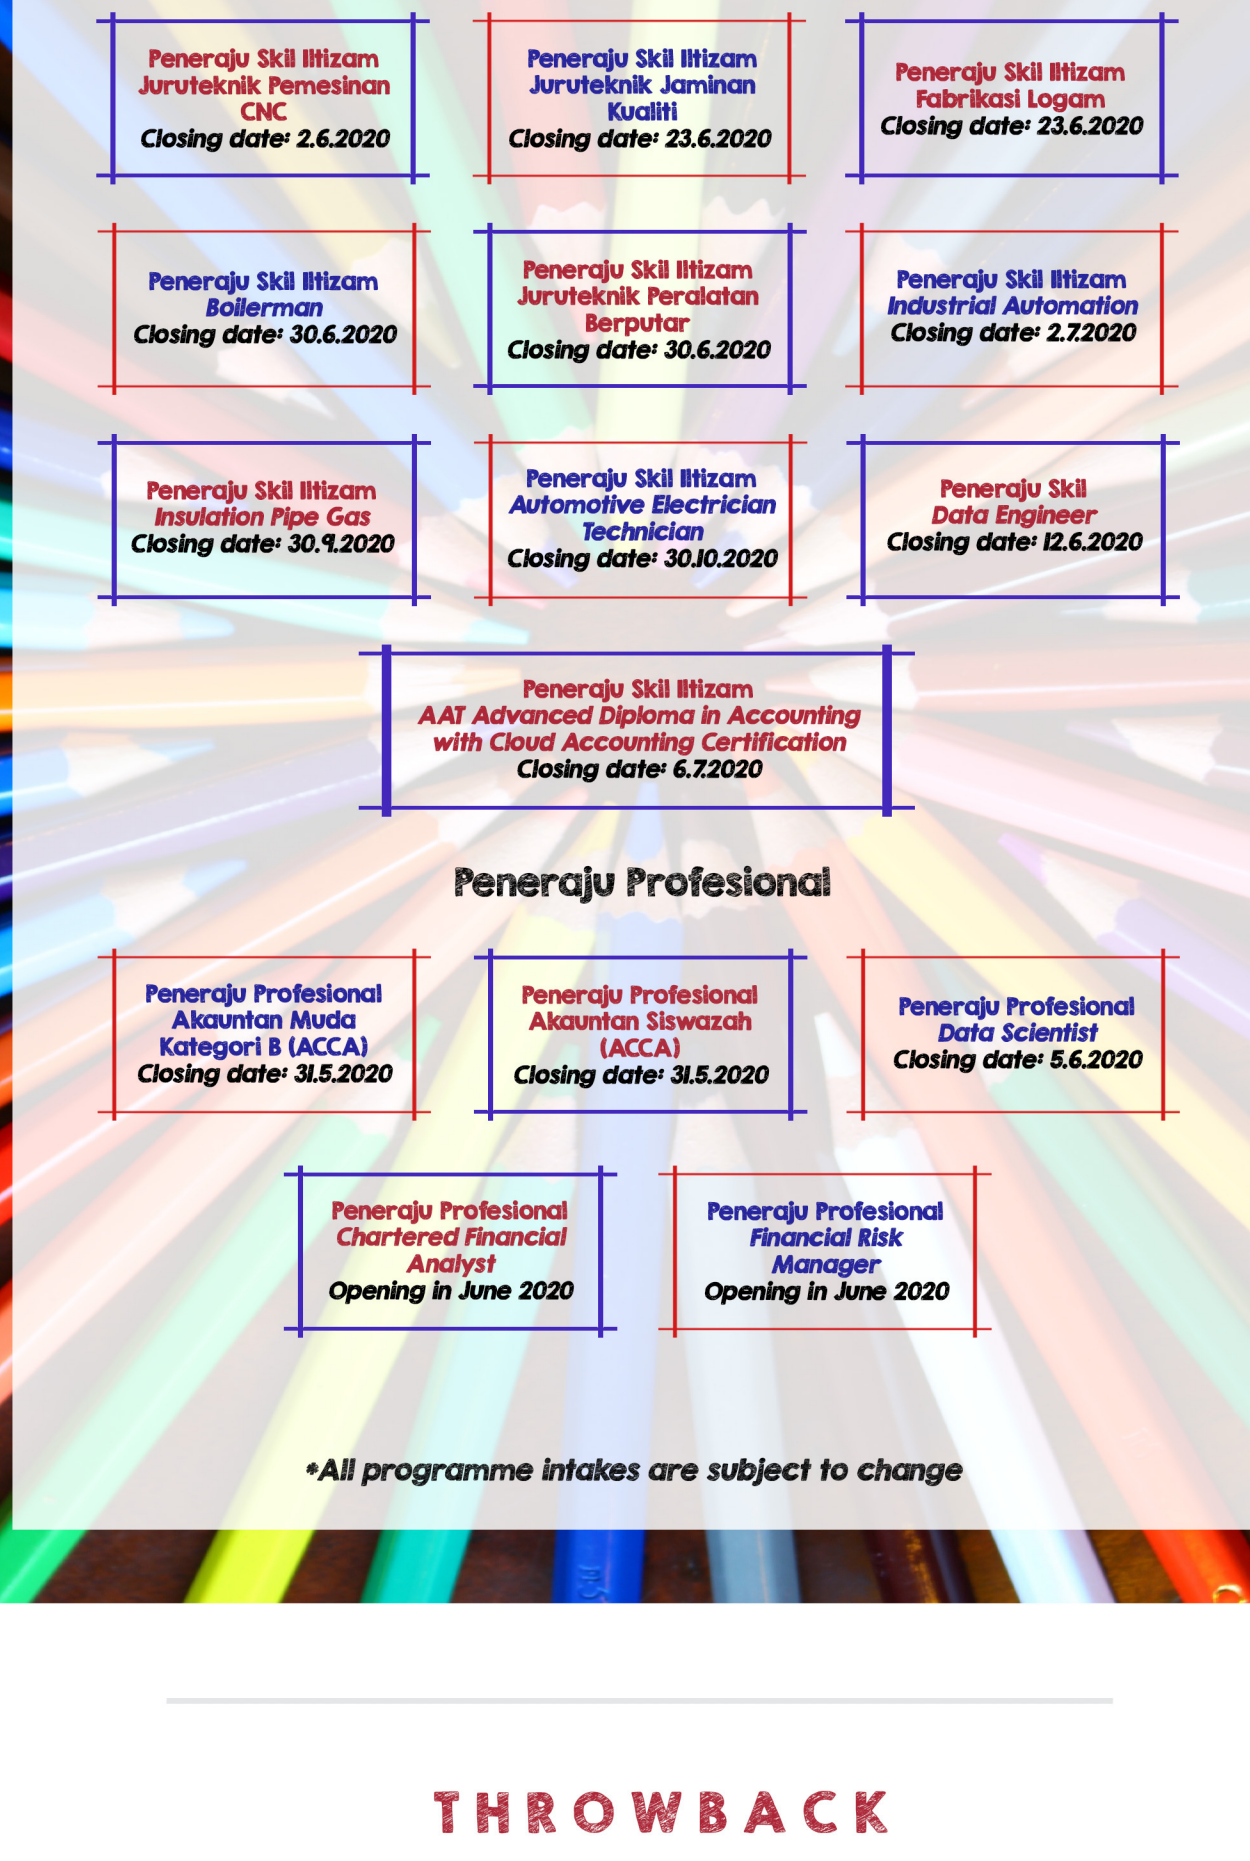 Peneraju Skil Iltizam
Juruteknik Pemesinan
CNC
Closing date: 2.6.2020
Peneraju Skil Iltizam
Juruteknik Jaminan
Kualiti
Closing date: 23.6.2020
Peneraju Skil Iltizam
Fabrikasi Logam
Closing date: 23.6.2020
Peneraju Skil Iltizam
Boilerman
Closing date: 30.6.2020
Peneraju Skil Iltizam
Juruteknik Peralatan
Berputar
Closing date: 30.6.2020
Peneraju Skil Iltizam
Industrial Automation
Closing date: 2.7.2020
Peneraju Skil Iltizam
Insulation Pipe Gas
Closing date: 30.9.2020
Peneraju Skil Iltizam
Automotive Electrician
Technician
Closing date: 30.10.2020
Peneraju Skil
Data Engineer
Closing date: 12.6.2020
Peneraju Skil Iltizam
AAT Advanced Diploma in Accounting
with Cloud Accounting Certification
Closing date: 6.7.2020
Peneraju Profesional
Peneraju Profesional
Akauntan Muda
Kategori B (ACCA)
Closing date: 31.5.2020
Peneraju Profesional
Akauntan Siswazah
(ACCA)
Closing date: 31.5.2020
Peneraju Profesional
Data Scientist
Closing date: 5.6.2020
Peneraju Profesional
Chartered Financial
Analyst
Opening in June 2020
Peneraju Profesional
Financial Risk
Manager
Opening in June 2020
*All programme intakes are subject to change
THROWBACK